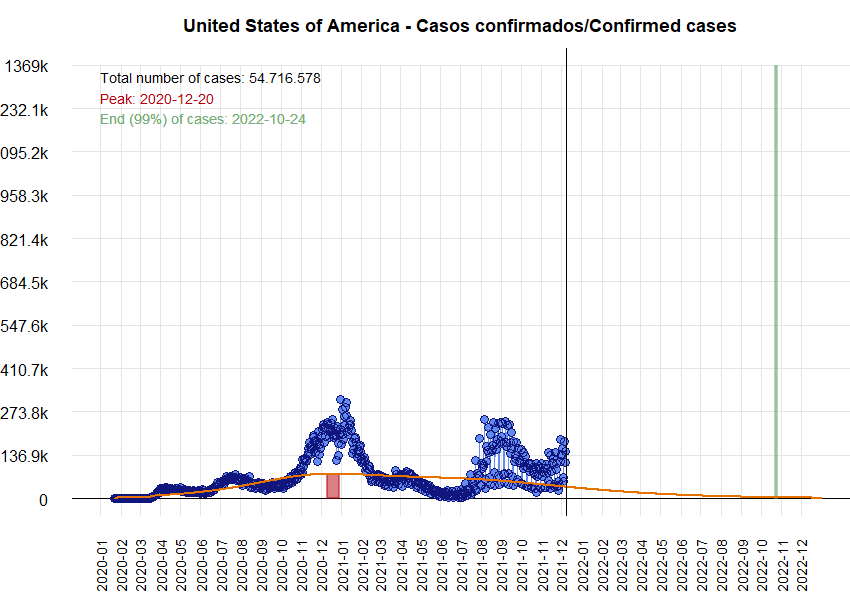 United States of America - Casos confirmados/Confirmed cases
1369k
Total number of cases: 54.716.578
Peak: 2020-12-20
End (99%) of cases: 2022-10-24
232.1k
095.2k
958.3k
821.4k
684.5k
547.6k
410.7k
273.8k
136.9k
0
2020-01
2020-02
2020-03
2020-04
2020-05
2020-06
2020-07
2020-08
2020-09
2020-10
2020-11
2020-12
2021-01
2021-02
2021-03
2021-04
2021-05
2021-06
2021-07
2021-08
2021-09
2021-10
2021-11
2021-12
2022-01
2022-02
2022-03
2022-04
2022-05
2022-06
2022-07
2022-08
2022-09
2022-10
2022-11
2022-12